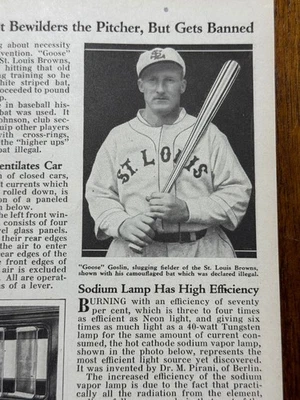 t Bewilders the Pitcher, But Gets Banned
g about necessity
vention. "Goose"
St. Louis Browns,
hitting that old
ng training so he
white striped bat.
oceeded to pound
p.
e in baseball his-
bat was used. It
Johnson, club sec-
uip other players
with cross-rings,
the "higher ups"
at illegal.
entilates Car
n of closed cars,
t currents which
rolled down, is
on of a paneled
n below.
he left front win-
consists of four
vel glass panels.
their rear edges
the air to enter
ear edges of the
e front edges of
air is excluded
All are operat-
s of a lever.
ST. LOUIS
"Goose" Goslin, slugging fielder of the St. Louis Browns,
shown with his camouflaged bat which was declared illegal.
Sodium Lamp Has High Efficiency
BURNING with an efficiency of seventy
per cent, which is three to four times
as efficient as Neon light, and giving six
times as much light as a 40-watt Tungsten
lamp for the same amount of current con-
sumed, the hot cathode sodium vapor lamp,
shown in the photo below, represents the
most efficient light source yet discovered.
It was invented by Dr. M. Pirani, of Berlin.
The increased efficiency of the sodium
vapor lamp is due to the fact that practi-
cally all the radiation from the element,